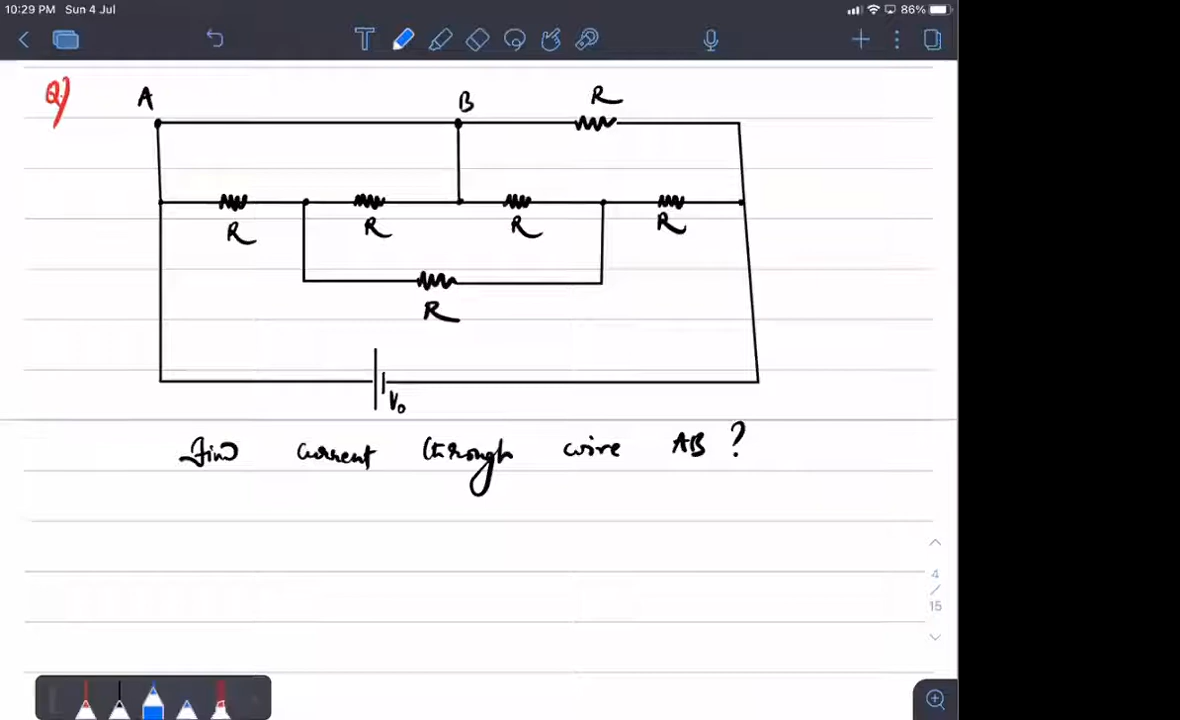 10:29 PM Sun 4 Jul 86%
T
Q)
A B R
R R R R
R
V₀
Find current through wire AB ?
4
/
15